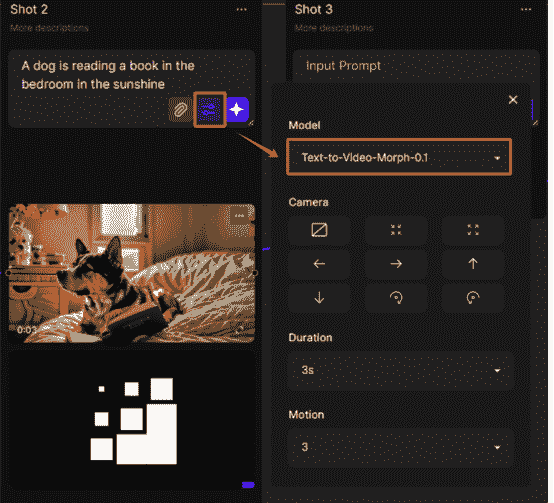 Shot 2
More descriptions
A dog is reading a book in the
bedroom in the sunshine
0:03
Shot 3
More descriptions
Input Prompt
Model
Text-to-Video-Morph-0.1
Camera
Duration
3s
Motion
3